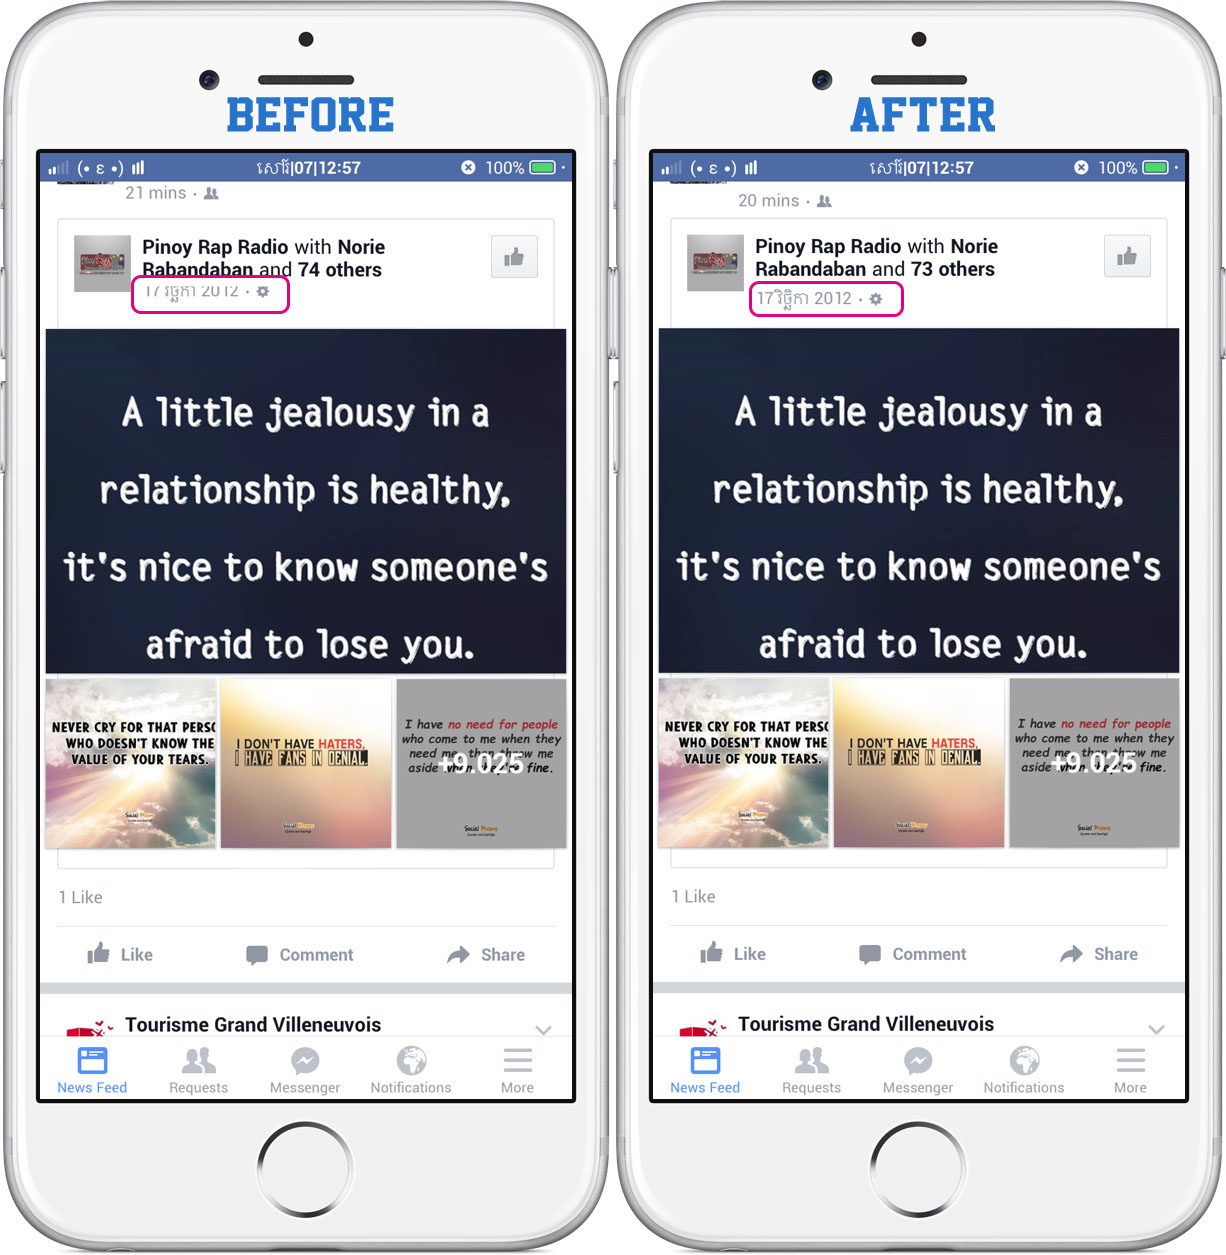 BEFORE
(• ε •)
សៅរ៍|07|12:57
100%
21 mins ·
Pinoy Rap Radio with Norie
Rabandaban and 74 others
17 វិច្ឆិកា 2012 ·
A little jealousy in a
relationship is healthy,
it's nice to know someone's
afraid to lose you.
NEVER CRY FOR THAT PERSO
WHO DOESN'T KNOW THE
VALUE OF YOUR TEARS.
I DON'T HAVE HATERS,
I HAVE FANS IN DENIAL.
I have no need for people
who come to me when they
need me, then throw me
aside when they're fine.
+9.025
1 Like
Like Comment Share
Tourisme Grand Villeneuvois
News Feed Requests Messenger Notifications More
AFTER
(• ε •)
សៅរ៍|07|12:57
100%
20 mins ·
Pinoy Rap Radio with Norie
Rabandaban and 73 others
17 វិច្ឆិកា 2012 ·
A little jealousy in a
relationship is healthy,
it's nice to know someone's
afraid to lose you.
NEVER CRY FOR THAT PERSO
WHO DOESN'T KNOW THE
VALUE OF YOUR TEARS.
I DON'T HAVE HATERS,
I HAVE FANS IN DENIAL.
I have no need for people
who come to me when they
need me, then throw me
aside when they're fine.
+9.025
1 Like
Like Comment Share
Tourisme Grand Villeneuvois
News Feed Requests Messenger Notifications More